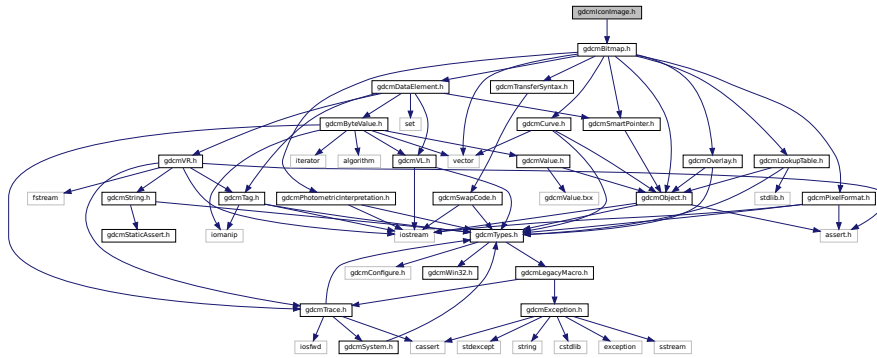 gdcmIconImage.h
gdcmBitmap.h
gdcmDataElement.h
gdcmTransferSyntax.h
gdcmByteValue.h
set
gdcmCurve.h
gdcmSmartPointer.h
gdcmVR.h
iterator
algorithm
gdcmVL.h
vector
gdcmValue.h
gdcmOverlay.h
gdcmLookupTable.h
fstream
gdcmString.h
gdcmTag.h
gdcmPhotometricInterpretation.h
gdcmSwapCode.h
gdcmValue.txx
gdcmObject.h
stdlib.h
gdcmPixelFormat.h
gdcmStaticAssert.h
iomanip
iostream
gdcmTypes.h
assert.h
gdcmConfigure.h
gdcmWin32.h
gdcmLegacyMacro.h
gdcmTrace.h
gdcmException.h
iosfwd
gdcmSystem.h
cassert
stdexcept
string
cstdlib
exception
sstream